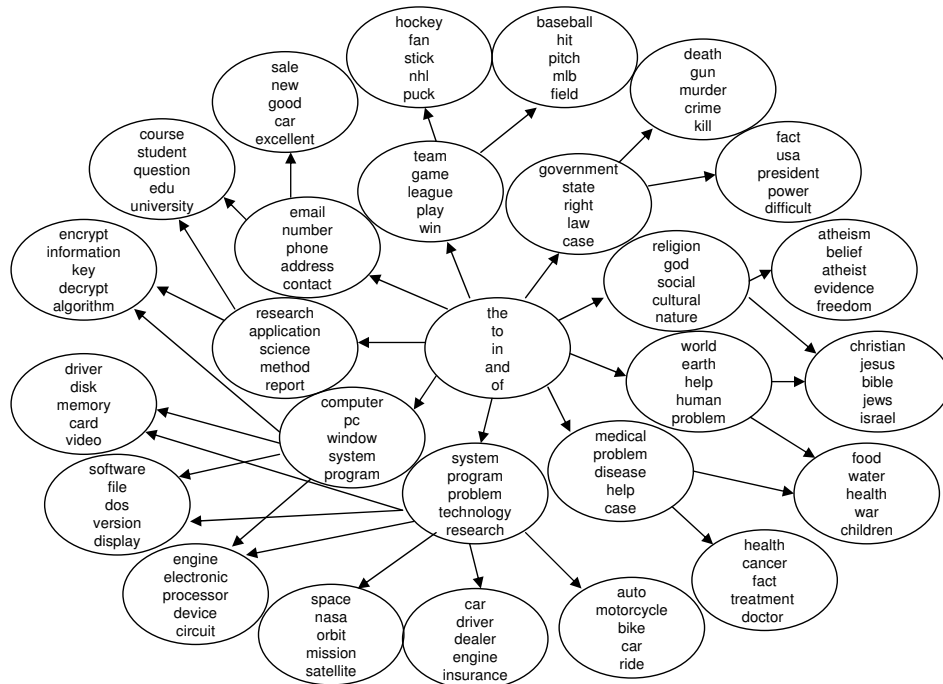 hockey
fan
stick
nhl
puck
baseball
hit
pitch
mlb
field
sale
new
good
car
excellent
death
gun
murder
crime
kill
course
student
question
edu
university
team
game
league
play
win
government
state
right
law
case
fact
usa
president
power
difficult
email
number
phone
address
contact
encrypt
information
key
decrypt
algorithm
religion
god
social
cultural
nature
atheism
belief
atheist
evidence
freedom
research
application
science
method
report
the
to
in
and
of
world
earth
help
human
problem
christian
jesus
bible
jews
israel
driver
disk
memory
card
video
computer
pc
window
system
program
medical
problem
disease
help
case
system
program
problem
technology
research
food
water
health
war
children
software
file
dos
version
display
engine
electronic
processor
device
circuit
space
nasa
orbit
mission
satellite
car
driver
dealer
engine
insurance
auto
motorcycle
bike
car
ride
health
cancer
fact
treatment
doctor